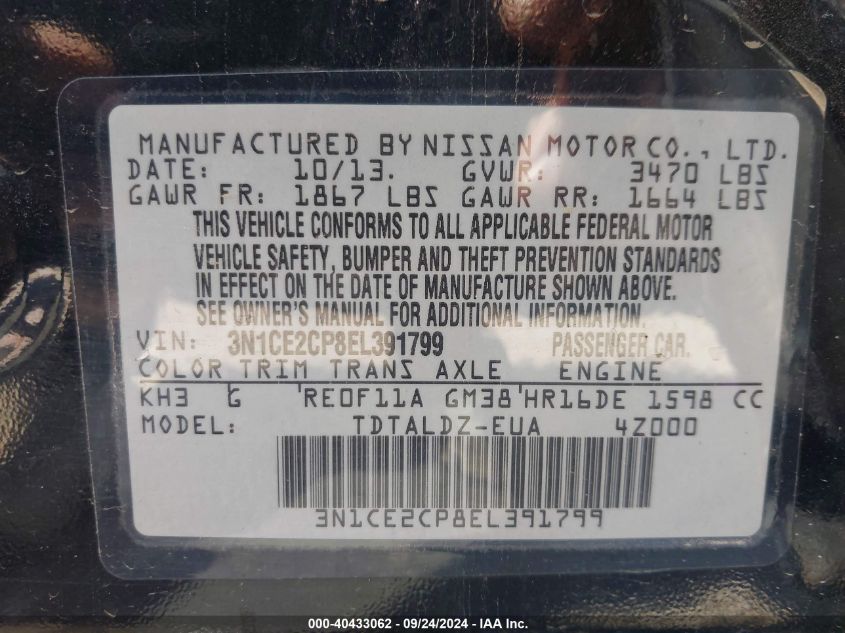 MANUFACTURED BY NISSAN MOTOR CO., LTD.
DATE: 10/13. GVWR: 3470 LBS
GAWR FR: 1867 LBS GAWR RR: 1664 LBS
THIS VEHICLE CONFORMS TO ALL APPLICABLE FEDERAL MOTOR
VEHICLE SAFETY, BUMPER AND THEFT PREVENTION STANDARDS
IN EFFECT ON THE DATE OF MANUFACTURE SHOWN ABOVE.
SEE OWNER'S MANUAL FOR ADDITIONAL INFORMATION.
VIN: 3N1CE2CP8EL391799 PASSENGER CAR.
COLOR TRIM TRANS AXLE ENGINE
KH3 G RE0F11A GM38 HR16DE 1598 CC
MODEL: TDTALDZ-EUA 4Z000
3N1CE2CP8EL391799
000-40433062 - 09/24/2024 - IAA Inc.